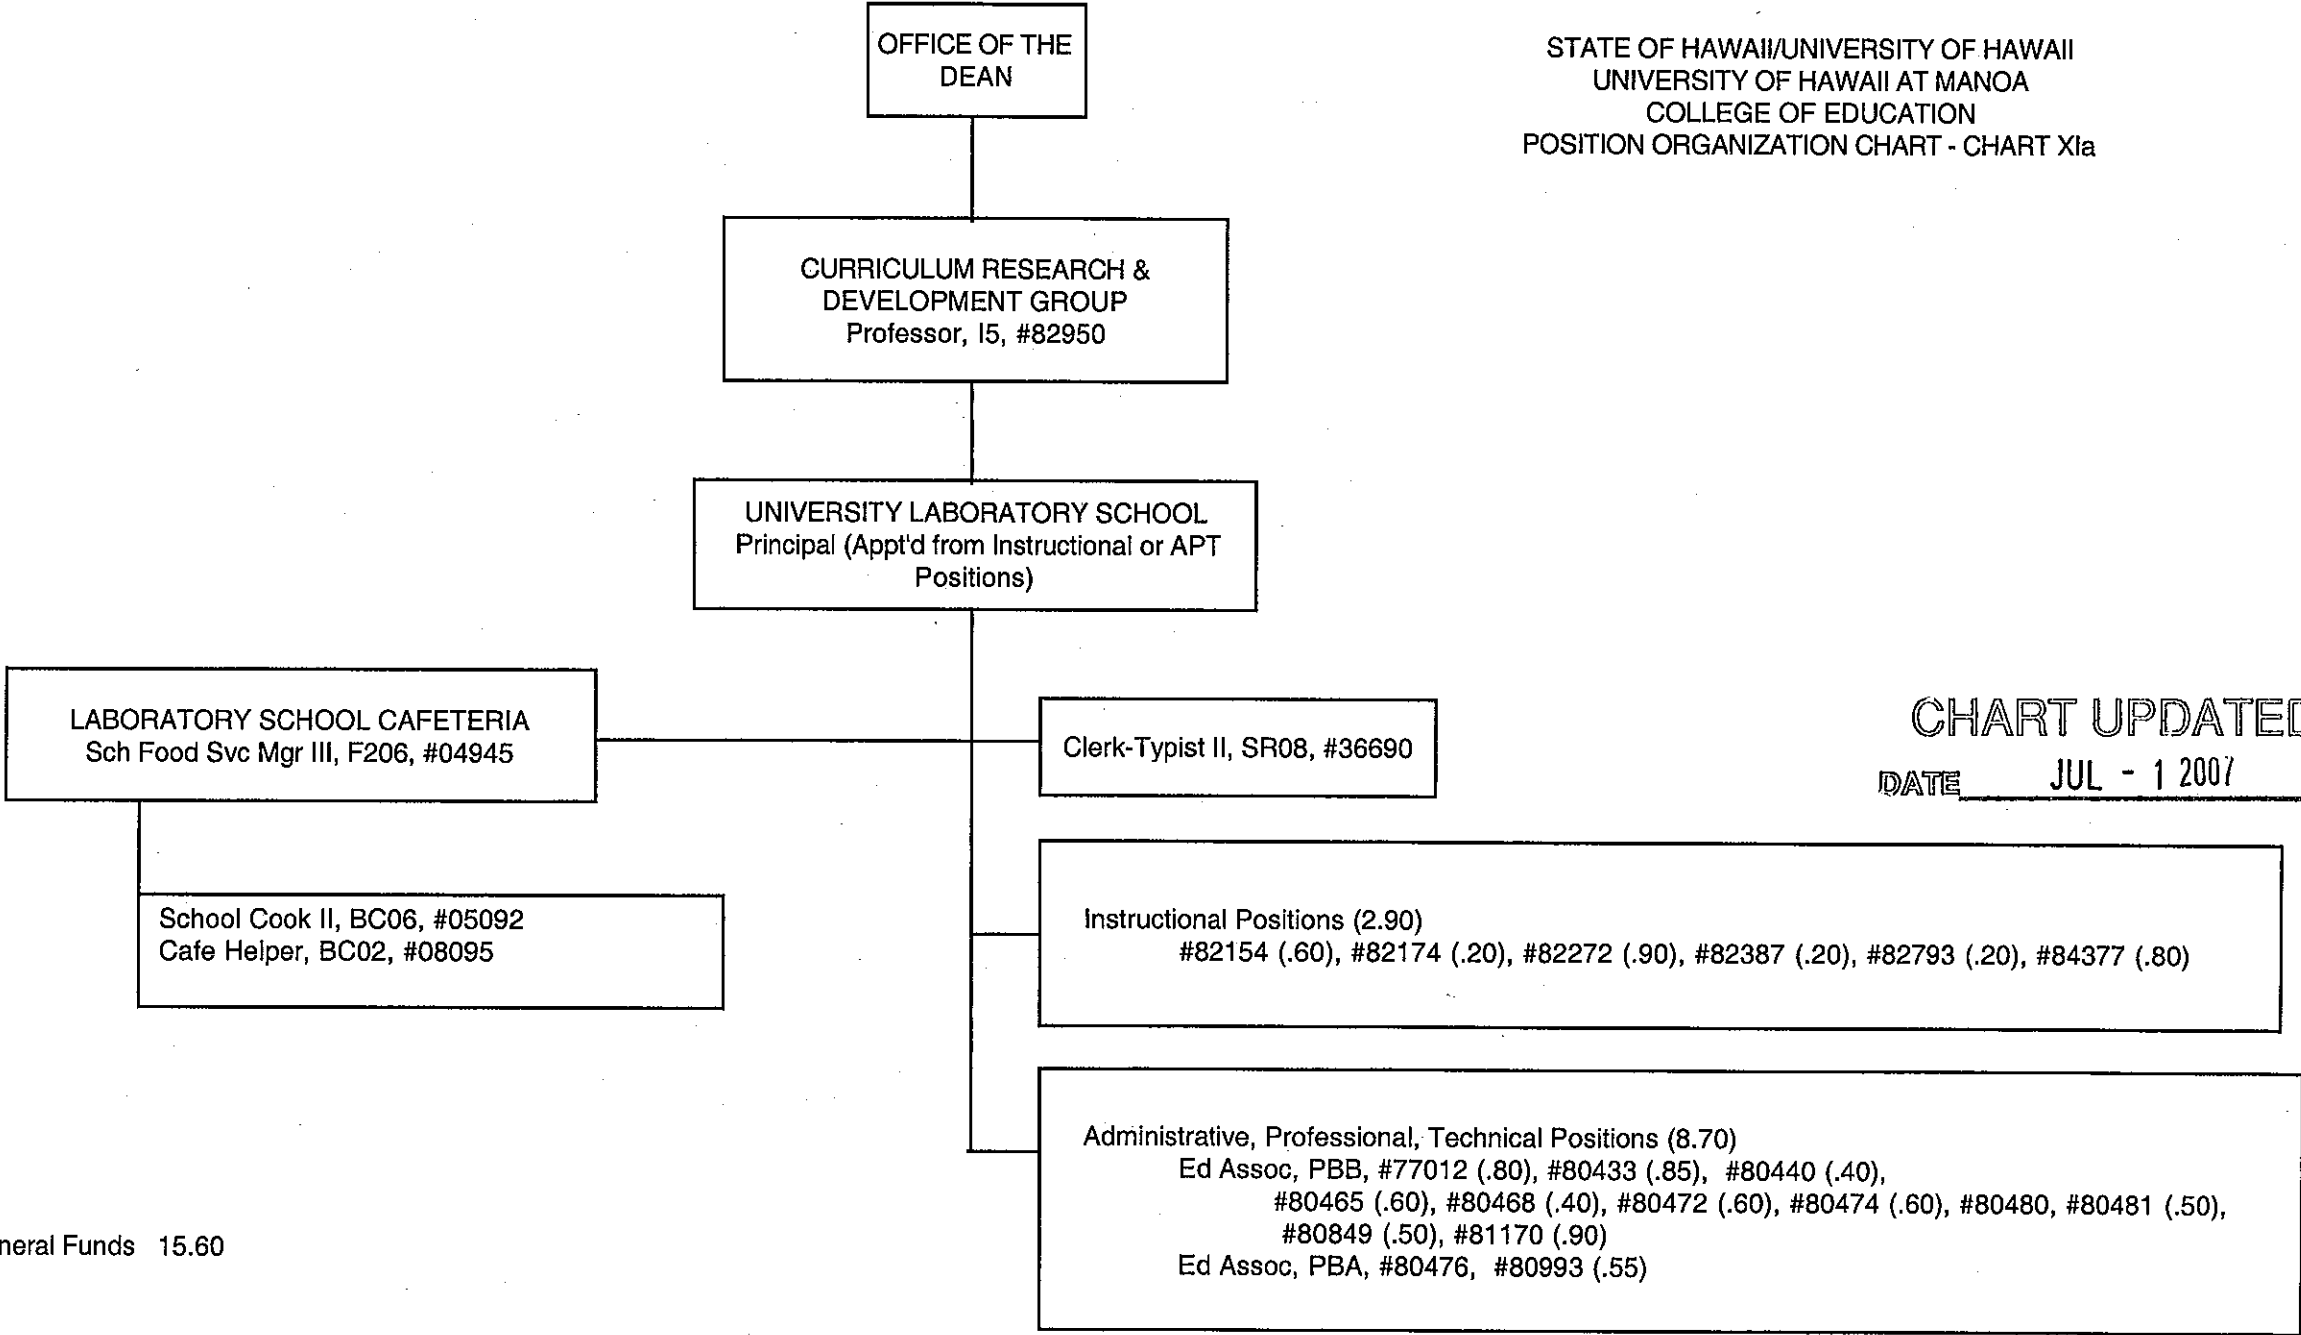 OFFICE OF THE
DEAN
STATE OF HAWAII/UNIVERSITY OF HAWAII
UNIVERSITY OF HAWAII AT MANOA
COLLEGE OF EDUCATION
POSITION ORGANIZATION CHART - CHART XIa
CURRICULUM RESEARCH &
DEVELOPMENT GROUP
Professor, I5, #82950
UNIVERSITY LABORATORY SCHOOL
Principal (Appt'd from Instructional or APT
Positions)
LABORATORY SCHOOL CAFETERIA
Sch Food Svc Mgr III, F206, #04945
Clerk-Typist II, SR08, #36690
CHART UPDATED
DATE JUL - 1 2007
School Cook II, BC06, #05092
Cafe Helper, BC02, #08095
Instructional Positions (2.90)
#82154 (.60), #82174 (.20), #82272 (.90), #82387 (.20), #82793 (.20), #84377 (.80)
Administrative, Professional, Technical Positions (8.70)
Ed Assoc, PBB, #77012 (.80), #80433 (.85), #80440 (.40),
#80465 (.60), #80468 (.40), #80472 (.60), #80474 (.60), #80480, #80481 (.50),
#80849 (.50), #81170 (.90)
Ed Assoc, PBA, #80476, #80993 (.55)
neral Funds 15.60